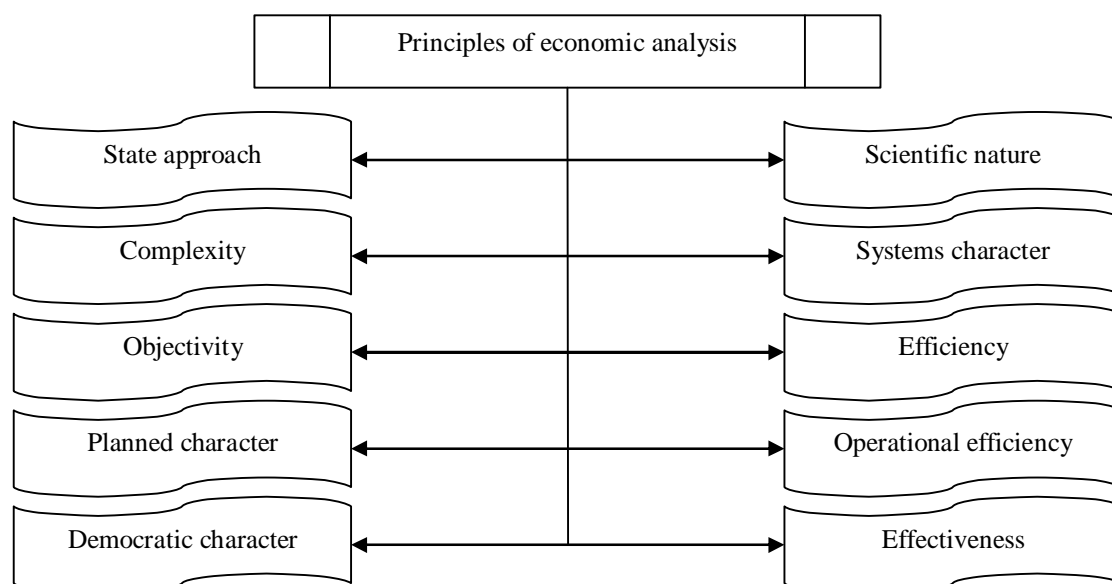 Principles of economic analysis
State approach
Scientific nature
Complexity
Systems character
Objectivity
Efficiency
Planned character
Operational efficiency
Democratic character
Effectiveness